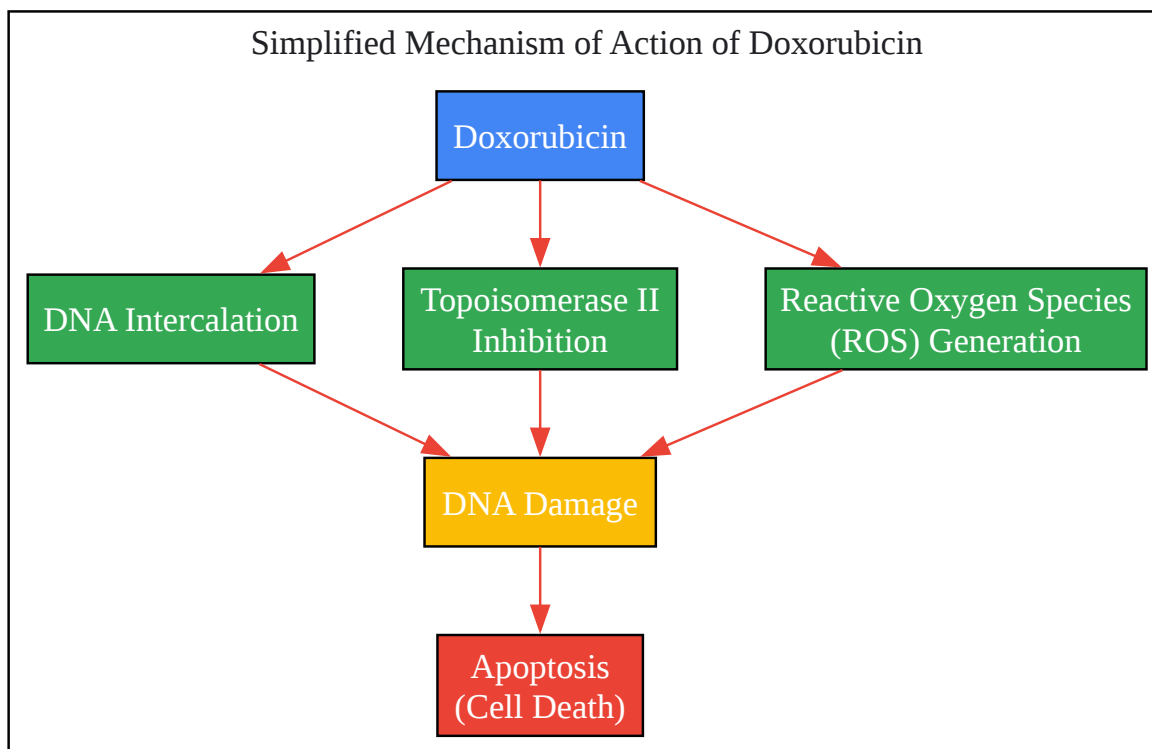 Simplified Mechanism of Action of Doxorubicin
Doxorubicin
DNA Intercalation
Topoisomerase II
Inhibition
Reactive Oxygen Species
(ROS) Generation
DNA Damage
Apoptosis
(Cell Death)